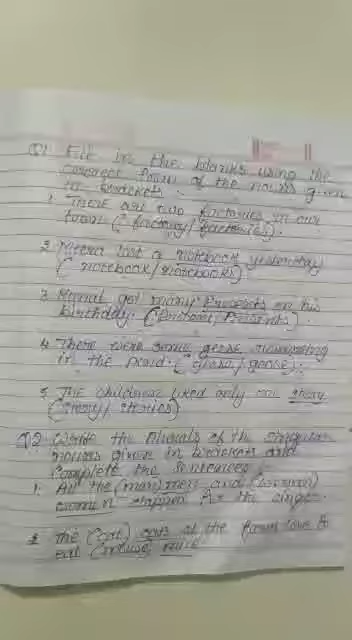 Q1 Fill in the blanks using the
correct form of the nouns given
in brackets.
1. There are two factories in our
town (factory/factories).
2. Meena lost a notebook yesterday
(notebook/notebooks)
3. got many Presents on his
birthday. (Presents).
4. There were some geese
in the (geese/goose).
5. The children liked only one story
(story/stories)
Q2. Write the Plurals of the singular
nouns given in brackets and
Complete the sentences
1. All the (man) men and (woman)
women clapped for the singer.
2. The (cat) cats at the farm love to
eat (mouse) mice